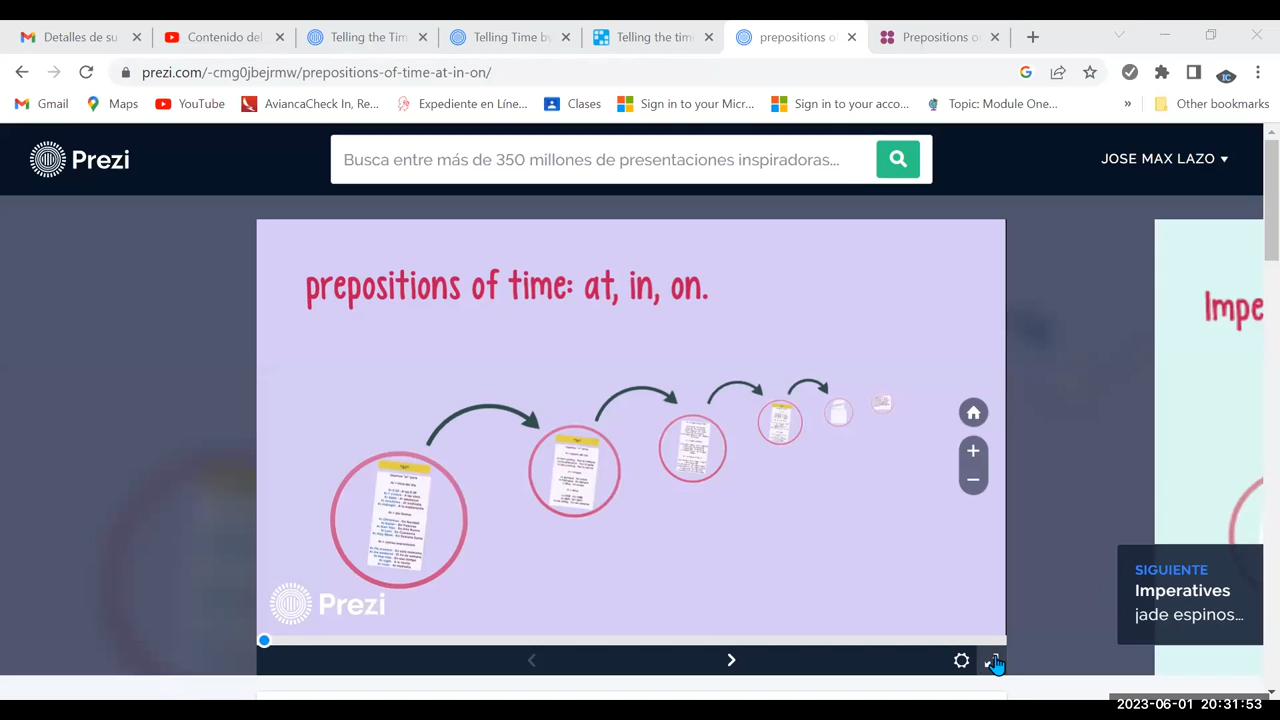 Detalles de su
Contenido del
Telling the Tim
Telling Time by
Telling the time
prepositions o
Prepositions o
prezi.com/-cmg0jbejrmw/prepositions-of-time-at-in-on/
Gmail
Maps
YouTube
AviancaCheck In, Re...
Expediente en Líne...
Clases
Sign in to your Micr...
Sign in to your acco...
Topic: Module One...
»
Other bookmarks
Prezi
Busca entre más de 350 millones de presentaciones inspiradoras...
JOSE MAX LAZO
prepositions of time: at, in, on.
Impe
Prezi
SIGUIENTE
Imperatives
jade espinos...
2023-06-01 20:31:53